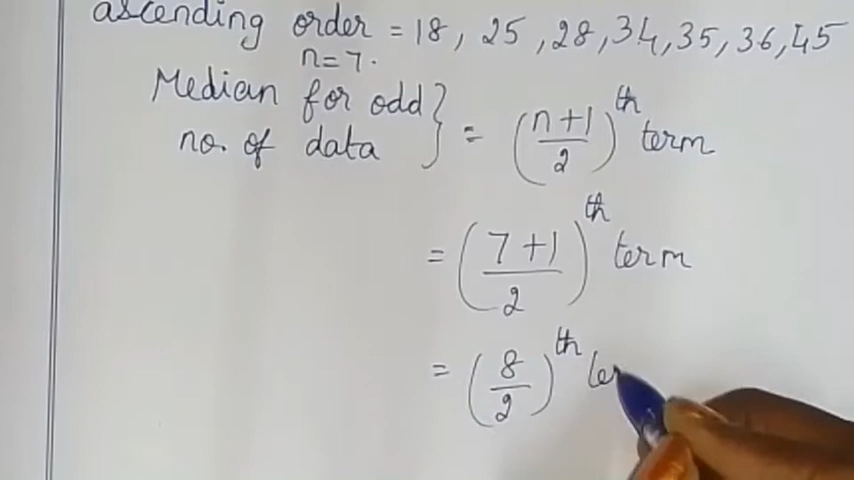 ascending order = 18, 25, 28, 34, 35, 36, 45
n = 7.
Median for odd no. of data } = (n+1/2)th term
= (7+1/2)th term
= (8/2)th ter